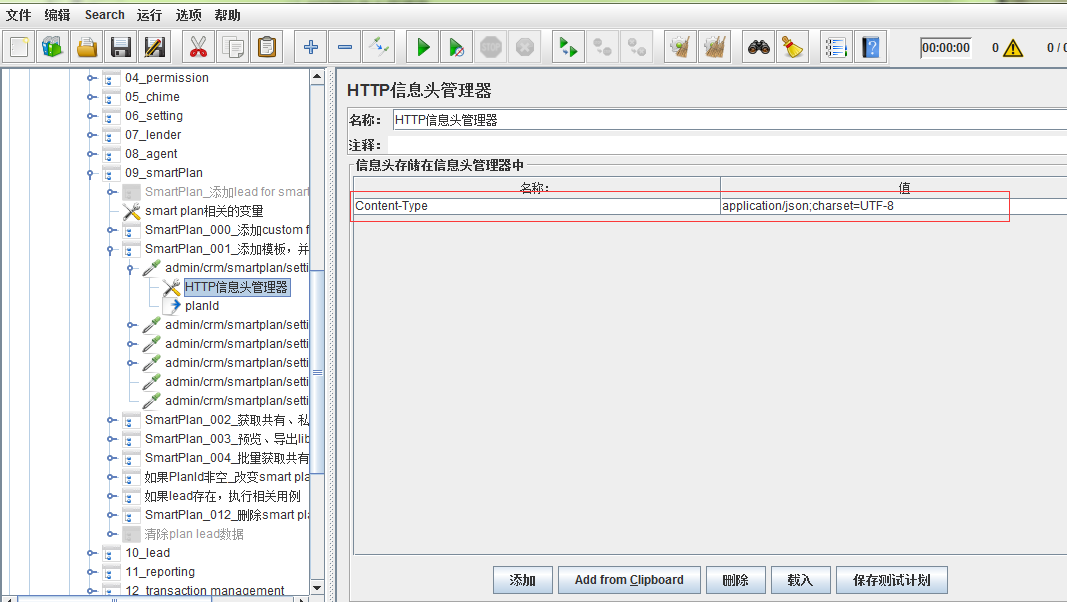 文件 编辑 Search 运行 选项 帮助
00:00:00 0 0 / 0
04_permission
05_chime
06_setting
07_lender
08_agent
09_smartPlan
SmartPlan_添加lead for smart
smart plan相关的变量
SmartPlan_000_添加custom f
SmartPlan_001_添加模板，并
admin/crm/smartplan/setti
HTTP信息头管理器
planId
admin/crm/smartplan/setti
admin/crm/smartplan/setti
admin/crm/smartplan/setti
admin/crm/smartplan/setti
admin/crm/smartplan/setti
SmartPlan_002_获取共有、私
SmartPlan_003_预览、导出lib
SmartPlan_004_批量获取共有
如果PlanId非空_改变smart pla
如果lead存在，执行相关用例
SmartPlan_012_删除smart pla
清除plan lead数据
10_lead
11_reporting
12_transaction management
HTTP信息头管理器
名称： HTTP信息头管理器
注释：
信息头存储在信息头管理器中
名称： 值
Content-Type application/json;charset=UTF-8
添加 Add from Clipboard 删除 载入 保存测试计划